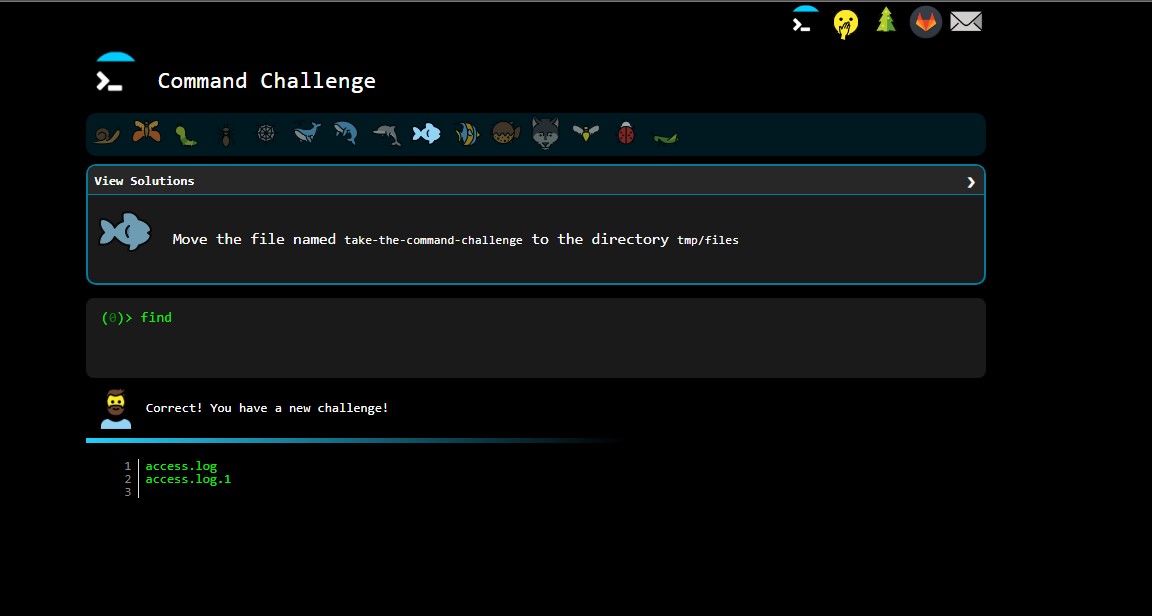 Command Challenge
View Solutions
Move the file named take-the-command-challenge to the directory tmp/files
(0)> find
Correct! You have a new challenge!
1 access.log
2 access.log.1
3